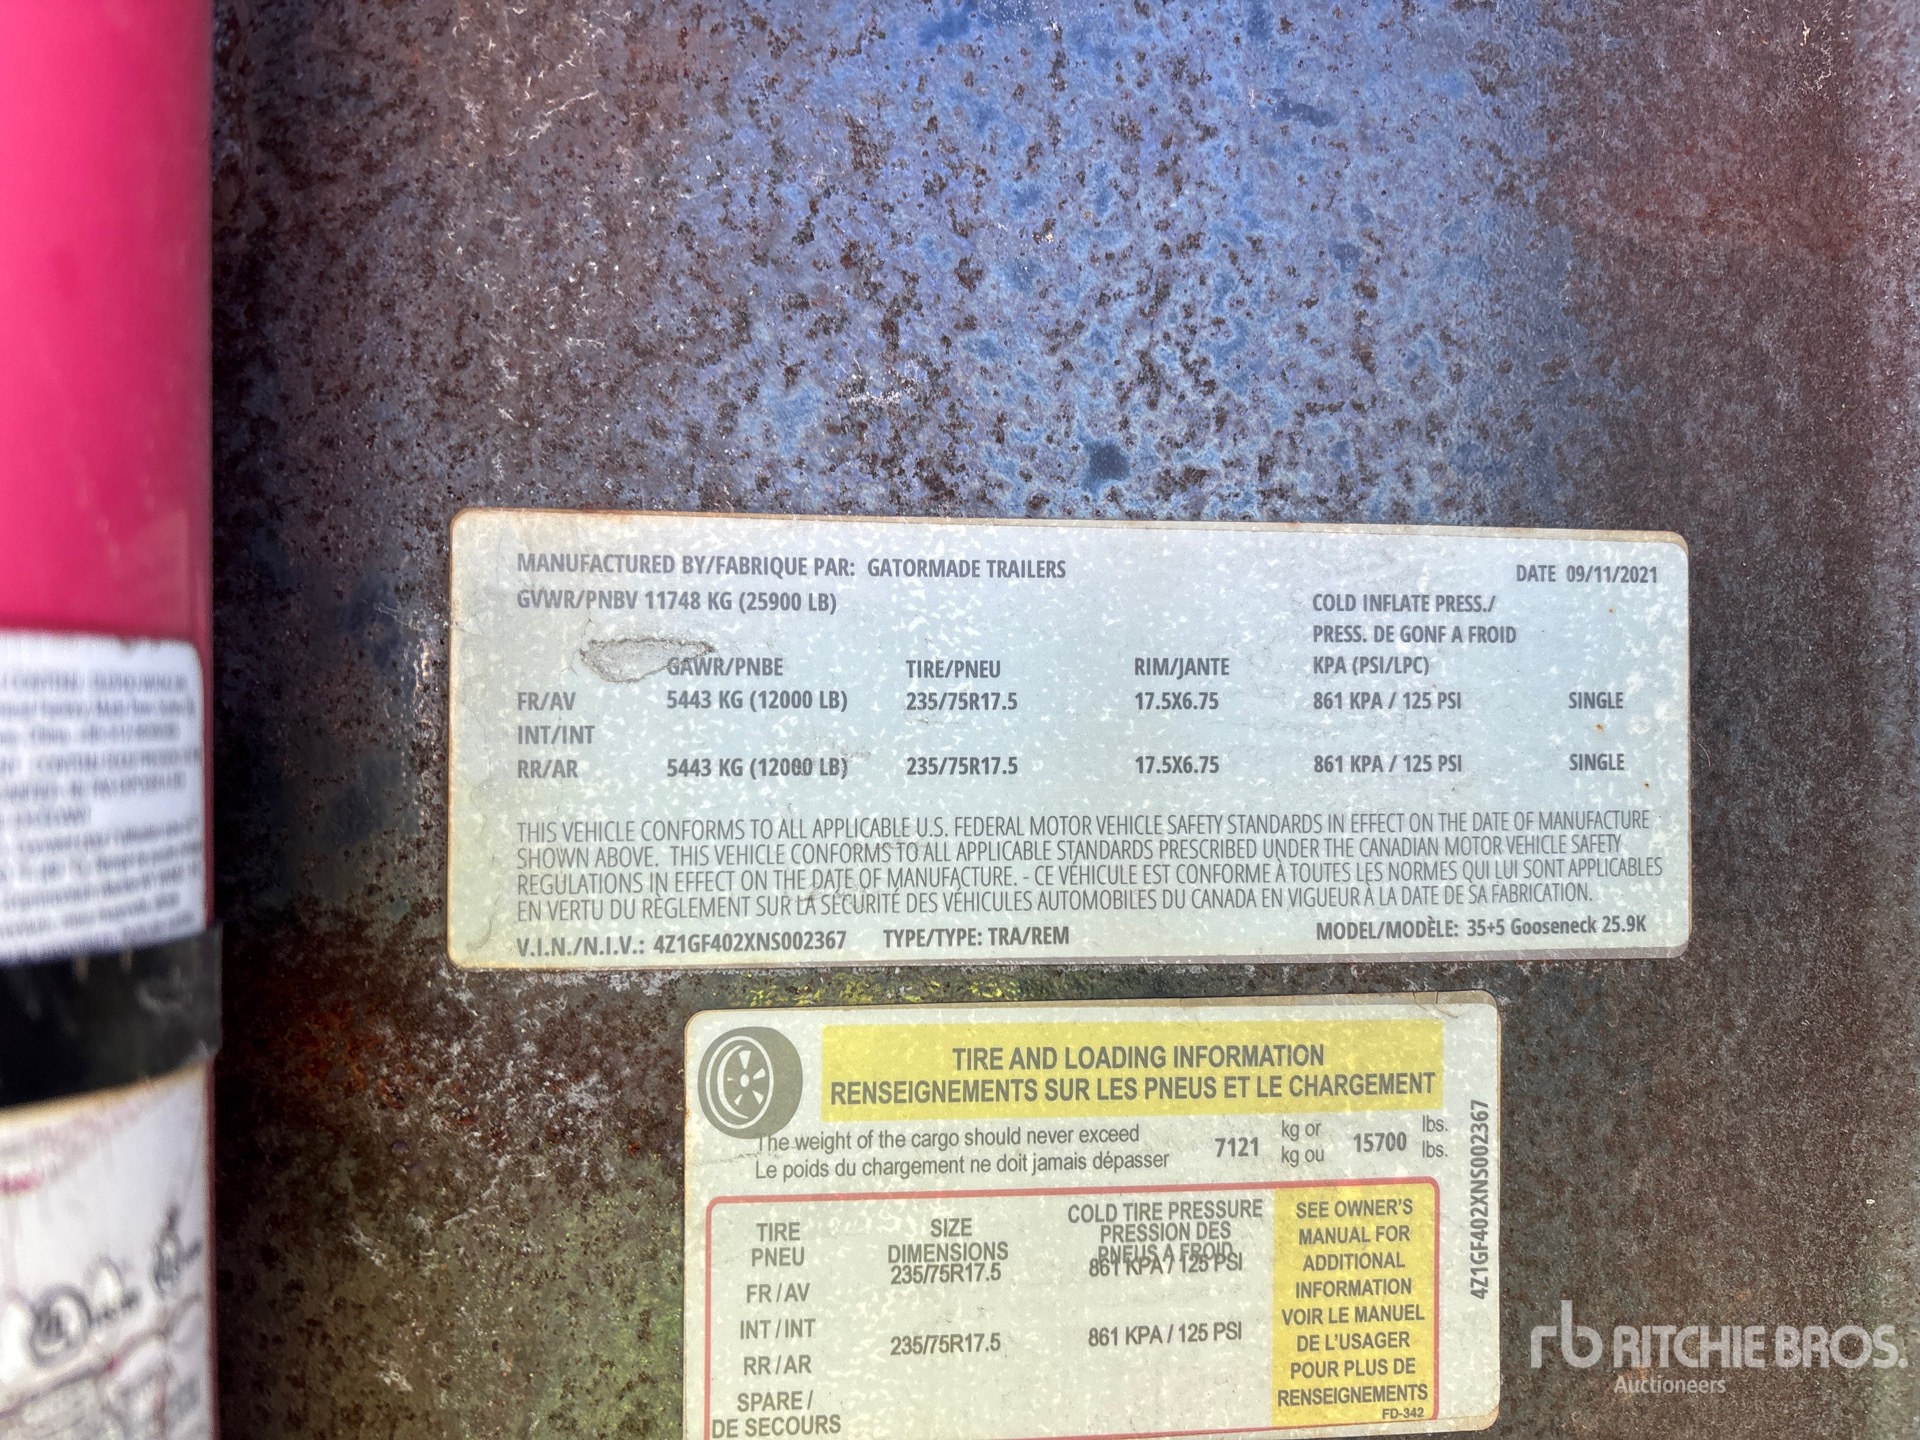 MANUFACTURED BY/FABRIQUE PAR: GATORMADE TRAILERS
DATE 09/11/2021
GVWR/PNBV 11748 KG (25900 LB)
COLD INFLATE PRESS./
PRESS. DE GONF A FROID
GAWR/PNBE TIRE/PNEU RIM/JANTE KPA (PSI/LPC)
FR/AV 5443 KG (12000 LB) 235/75R17.5 17.5X6.75 861 KPA / 125 PSI SINGLE
INT/INT
RR/AR 5443 KG (12000 LB) 235/75R17.5 17.5X6.75 861 KPA / 125 PSI SINGLE
THIS VEHICLE CONFORMS TO ALL APPLICABLE U.S. FEDERAL MOTOR VEHICLE SAFETY STANDARDS IN EFFECT ON THE DATE OF MANUFACTURE
SHOWN ABOVE. THIS VEHICLE CONFORMS TO ALL APPLICABLE STANDARDS PRESCRIBED UNDER THE CANADIAN MOTOR VEHICLE SAFETY
REGULATIONS IN EFFECT ON THE DATE OF MANUFACTURE. - CE VÉHICULE EST CONFORME À TOUTES LES NORMES QUI LUI SONT APPLICABLES
EN VERTU DU RÈGLEMENT SUR LA SÉCURITÉ DES VÉHICULES AUTOMOBILES DU CANADA EN VIGUEUR À LA DATE DE SA FABRICATION.
V.I.N./N.I.V.: 4Z1GF402XNS002367 TYPE/TYPE: TRA/REM MODEL/MODÈLE: 35+5 Gooseneck 25.9K
TIRE AND LOADING INFORMATION
RENSEIGNEMENTS SUR LES PNEUS ET LE CHARGEMENT
The weight of the cargo should never exceed 7121 kg or 15700 lbs.
Le poids du chargement ne doit jamais dépasser kg ou lbs.
TIRE SIZE COLD TIRE PRESSURE
PNEU DIMENSIONS PRESSION DES
PNEUS A FROID
FR / AV 235/75R17.5 861 KPA / 125 PSI
INT / INT
RR / AR 235/75R17.5 861 KPA / 125 PSI
SPARE /
DE SECOURS
SEE OWNER'S
MANUAL FOR
ADDITIONAL
INFORMATION
VOIR LE MANUEL
DE L'USAGER
POUR PLUS DE
RENSEIGNEMENTS
FD-342
4Z1GF402XNS002367
rb RITCHIE BROS.
Auctioneers